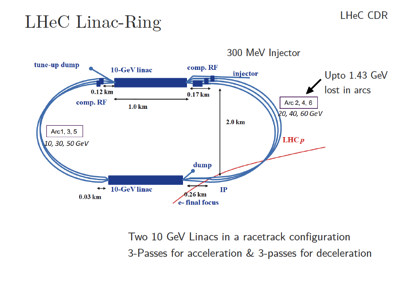 LHeC Linac-Ring
LHeC CDR
300 MeV Injector
tune-up dump
10-GeV linac
comp. RF
injector
Upto 1.43 GeV
lost in arcs
0.12 km
0.17 km
comp. RF
1.0 km
Arc 2, 4, 6
20, 40, 60 GeV
2.0 km
Arc1, 3, 5
10, 30, 50 GeV
LHC p
dump
10-GeV linac
IP
0.03 km
0.26 km
e- final focus
Two 10 GeV Linacs in a racetrack configuration
3-Passes for acceleration & 3-passes for deceleration